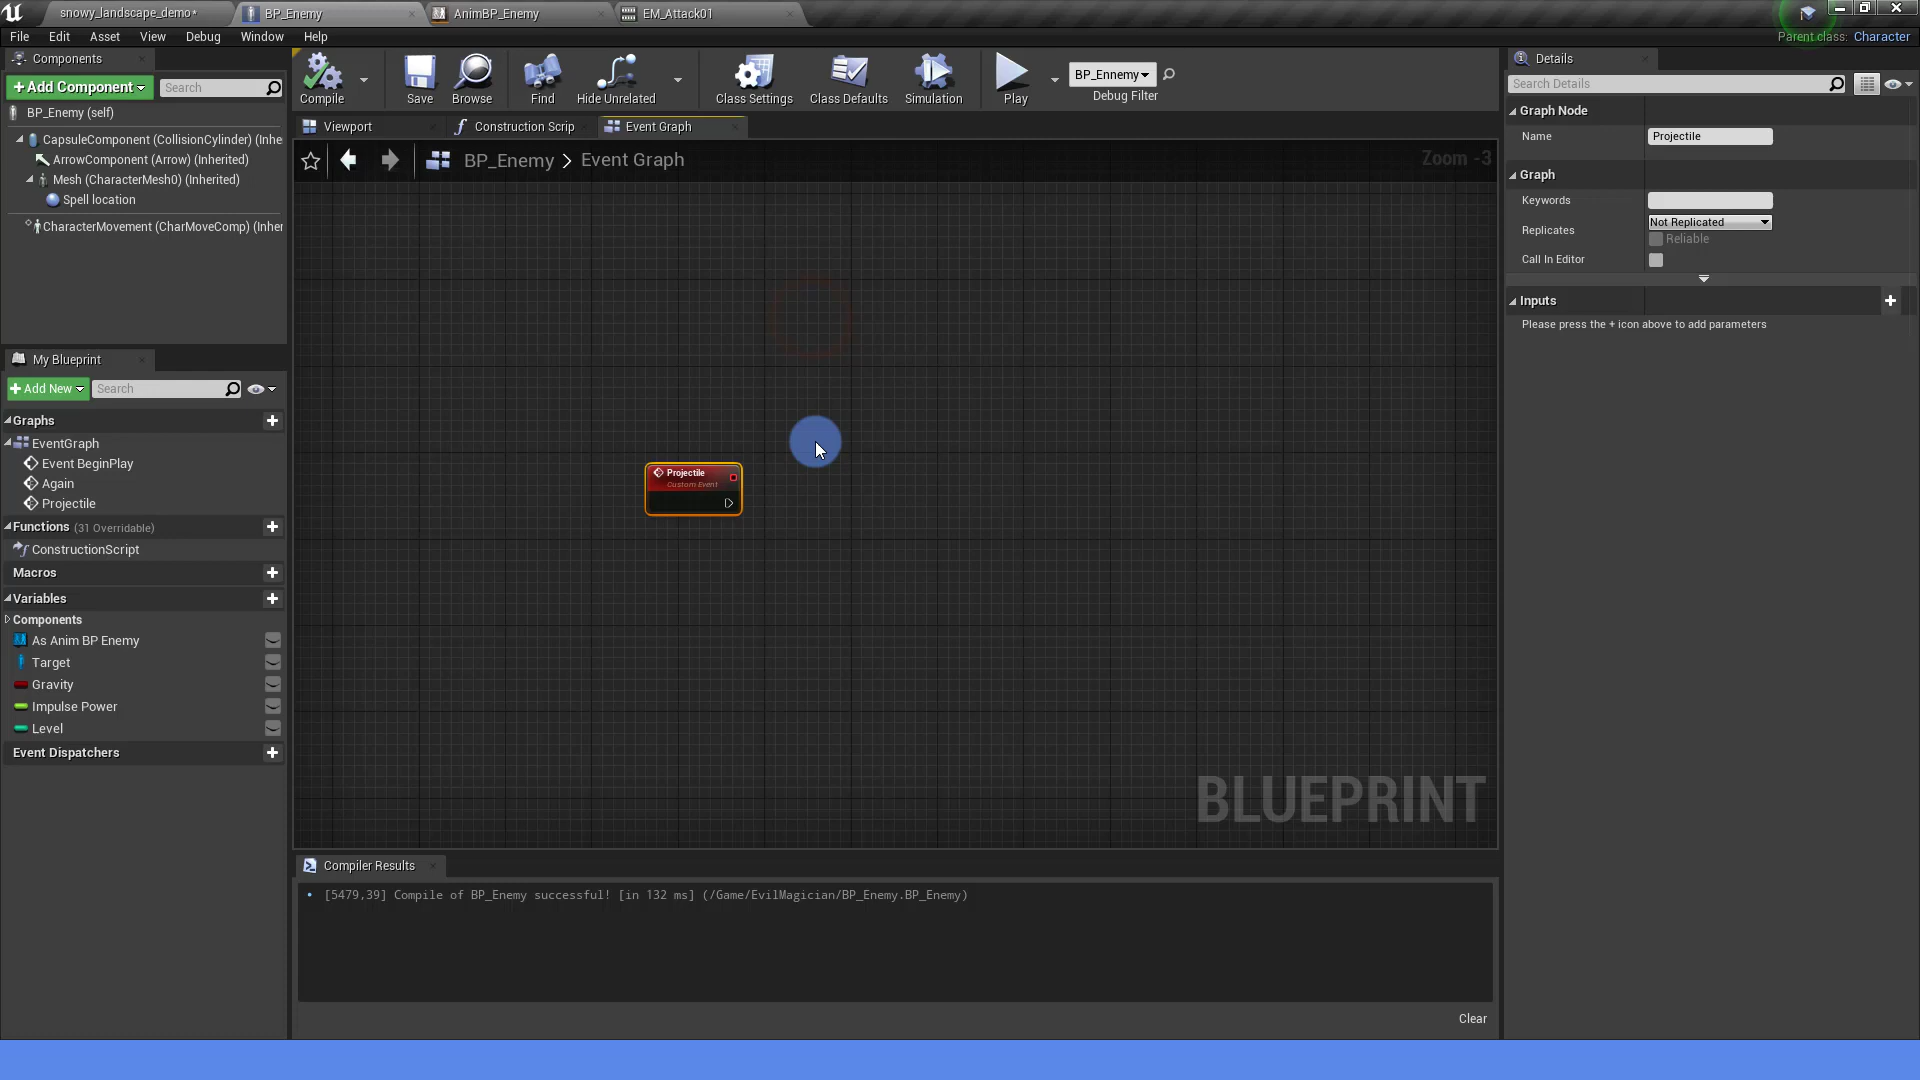 snowy_landscape_demo*
BP_Enemy
AnimBP_Enemy
EM_Attack01
File Edit Asset View Debug Window Help
Parent class: Character
Components
+ Add Component
Search
BP_Enemy (self)
CapsuleComponent (CollisionCylinder) (Inhe
ArrowComponent (Arrow) (Inherited)
Mesh (CharacterMesh0) (Inherited)
Spell location
CharacterMovement (CharMoveComp) (Inher
My Blueprint
+ Add New
Search
Graphs
EventGraph
Event BeginPlay
Again
Projectile
Functions (31 Overridable)
ConstructionScript
Macros
Variables
Components
As Anim BP Enemy
Target
Gravity
Impulse Power
Level
Event Dispatchers
Compile
Save
Browse
Find
Hide Unrelated
Class Settings
Class Defaults
Simulation
Play
BP_Ennemy
Debug Filter
Viewport
Construction Scrip
Event Graph
BP_Enemy > Event Graph
Zoom -3
Projectile
Custom Event
BLUEPRINT
Compiler Results
[5479,39] Compile of BP_Enemy successful! [in 132 ms] (/Game/EvilMagician/BP_Enemy.BP_Enemy)
Clear
Details
Search Details
Graph Node
Name
Projectile
Graph
Keywords
Replicates
Not Replicated
Reliable
Call In Editor
Inputs
Please press the + icon above to add parameters